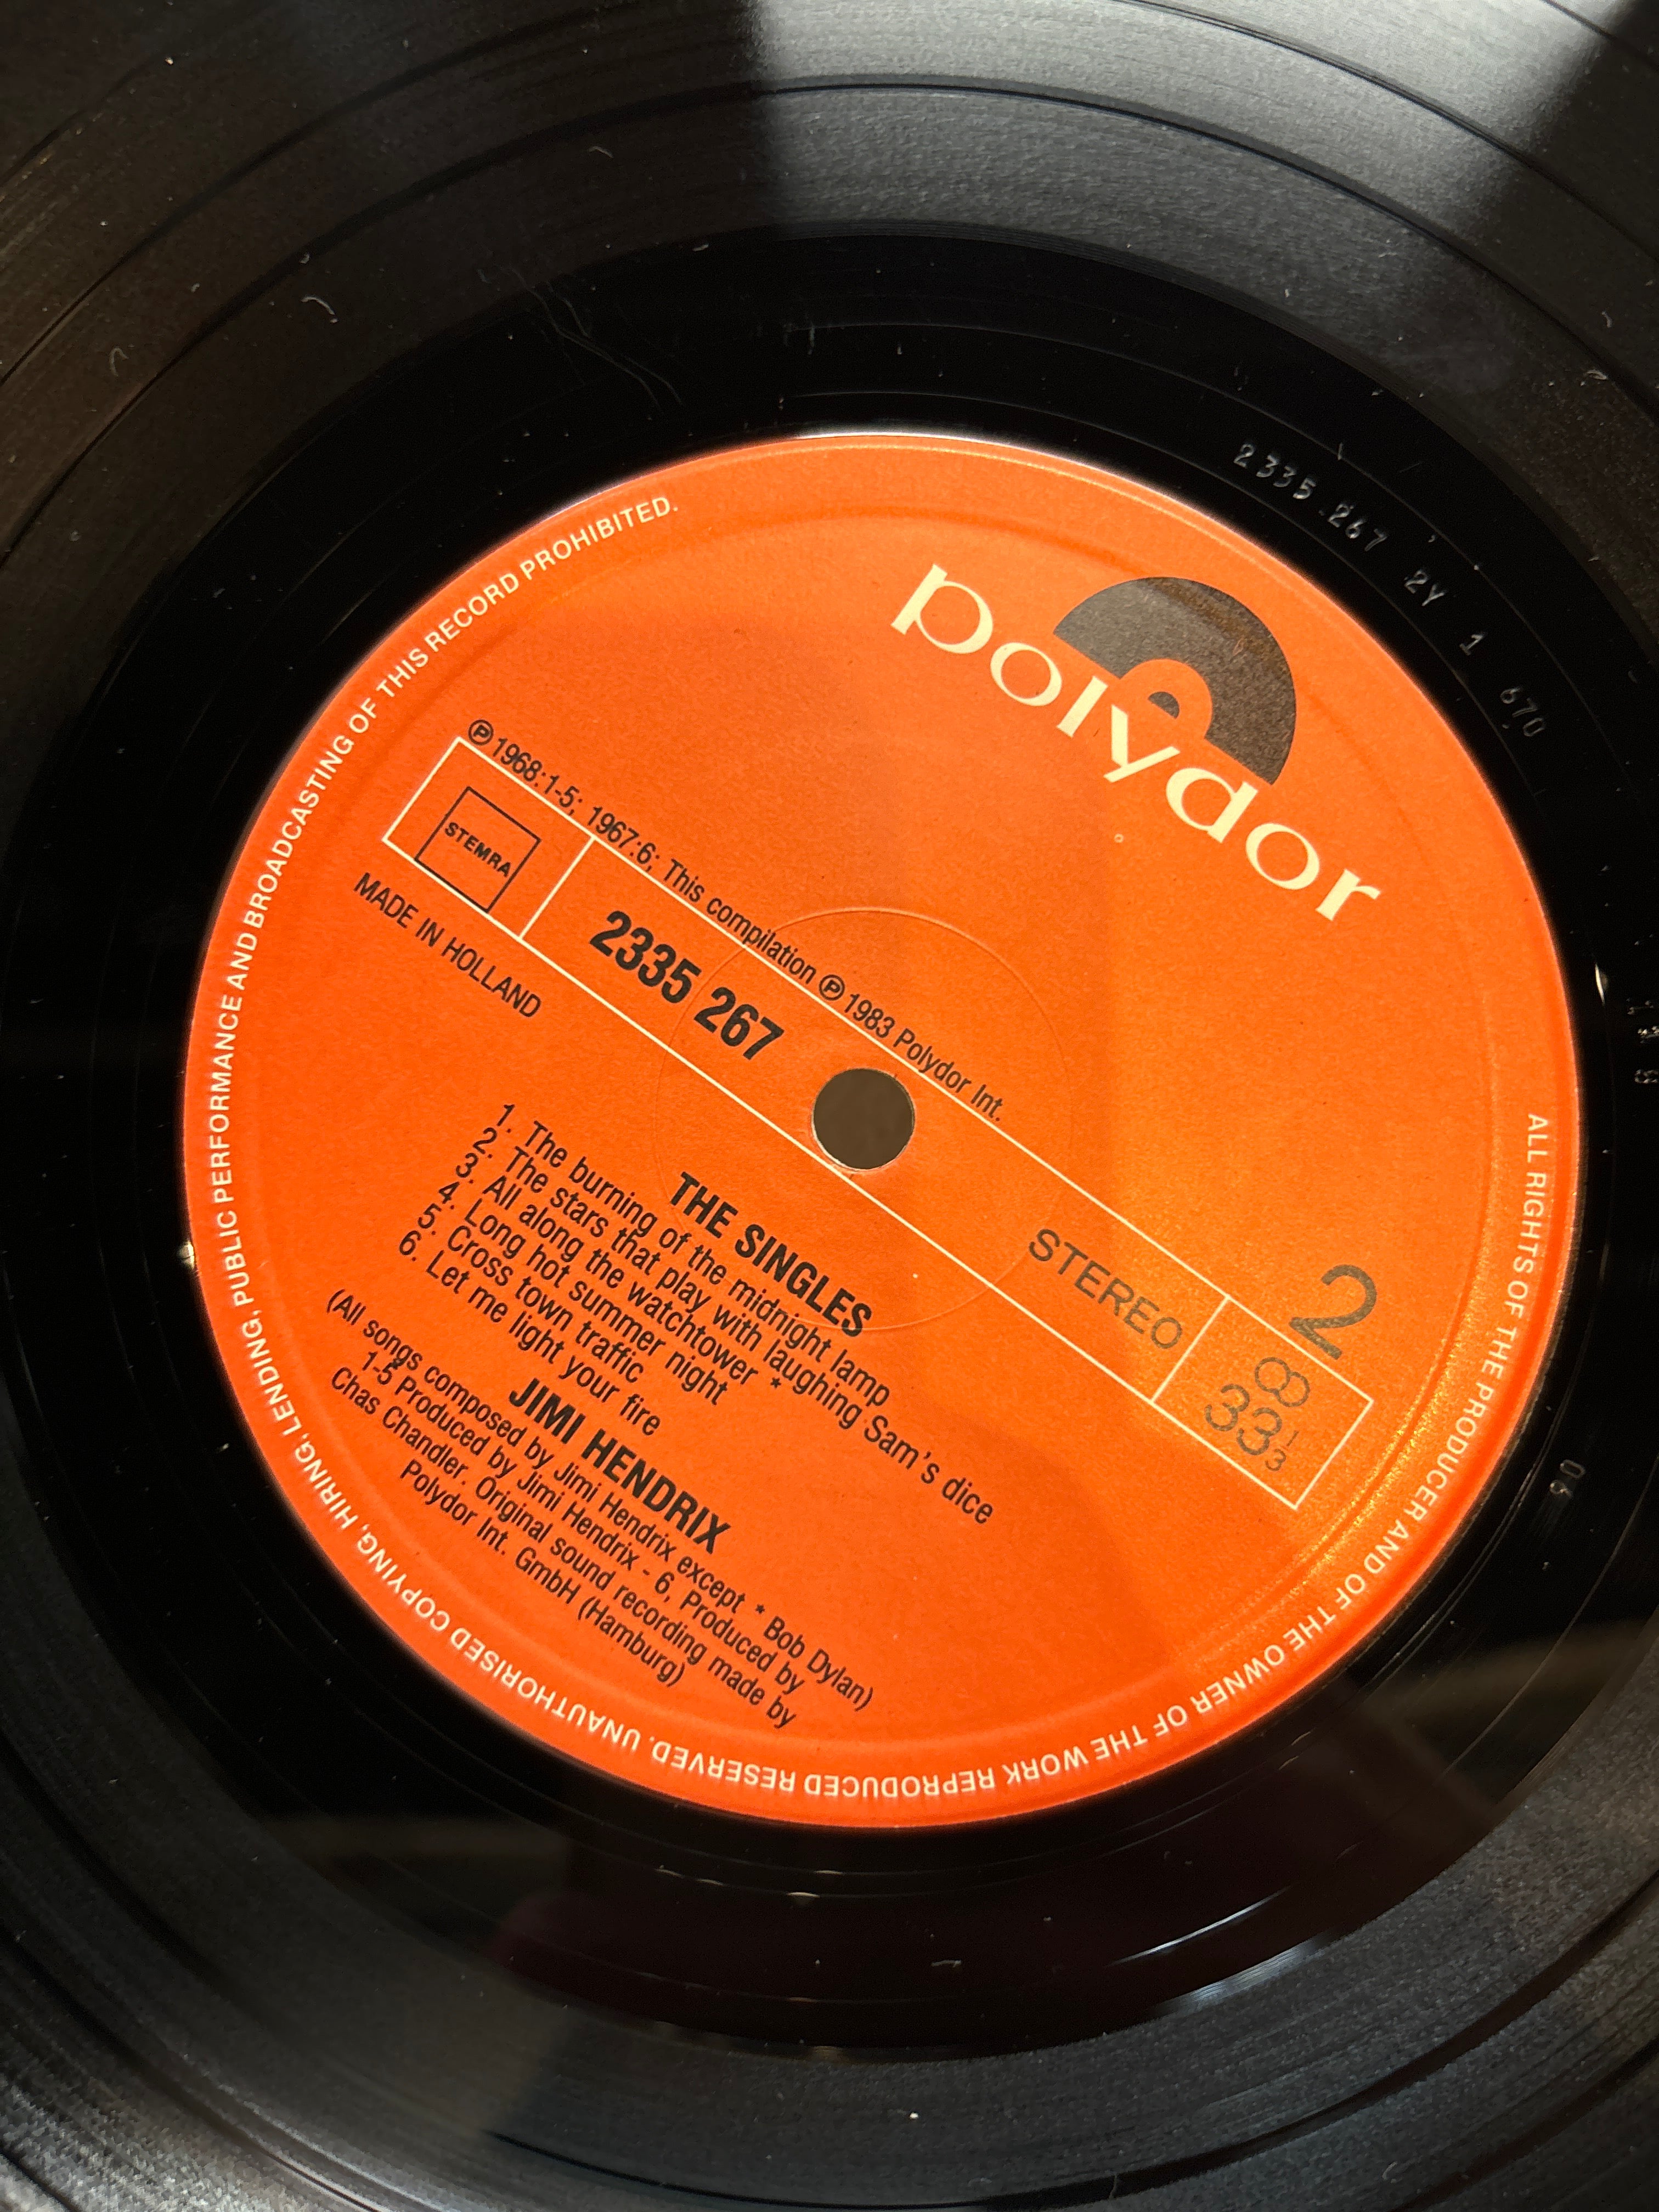 polydor
2
℗ 1968:1-5; 1967:6; This compilation ℗ 1983 Polydor Int.
STEMRA
2335 267
STEREO
33 1/3
MADE IN HOLLAND
THE SINGLES
1. The burning of the midnight lamp
2. The stars that play with laughing Sam's dice
3. All along the watchtower *
4. Long hot summer night
5. Cross town traffic
6. Let me light your fire
JIMI HENDRIX
(All songs composed by Jimi Hendrix except * Bob Dylan)
1-5 Produced by Jimi Hendrix - 6, Produced by
Chas Chandler. Original sound recording made by
Polydor Int. GmbH (Hamburg)
ALL RIGHTS OF THE PRODUCER AND OF THE OWNER OF THE WORK REPRODUCED RESERVED. UNAUTHORISED COPYING, HIRING, LENDING, PUBLIC PERFORMANCE AND BROADCASTING OF THIS RECORD PROHIBITED.
2335 267 2Y 1 670